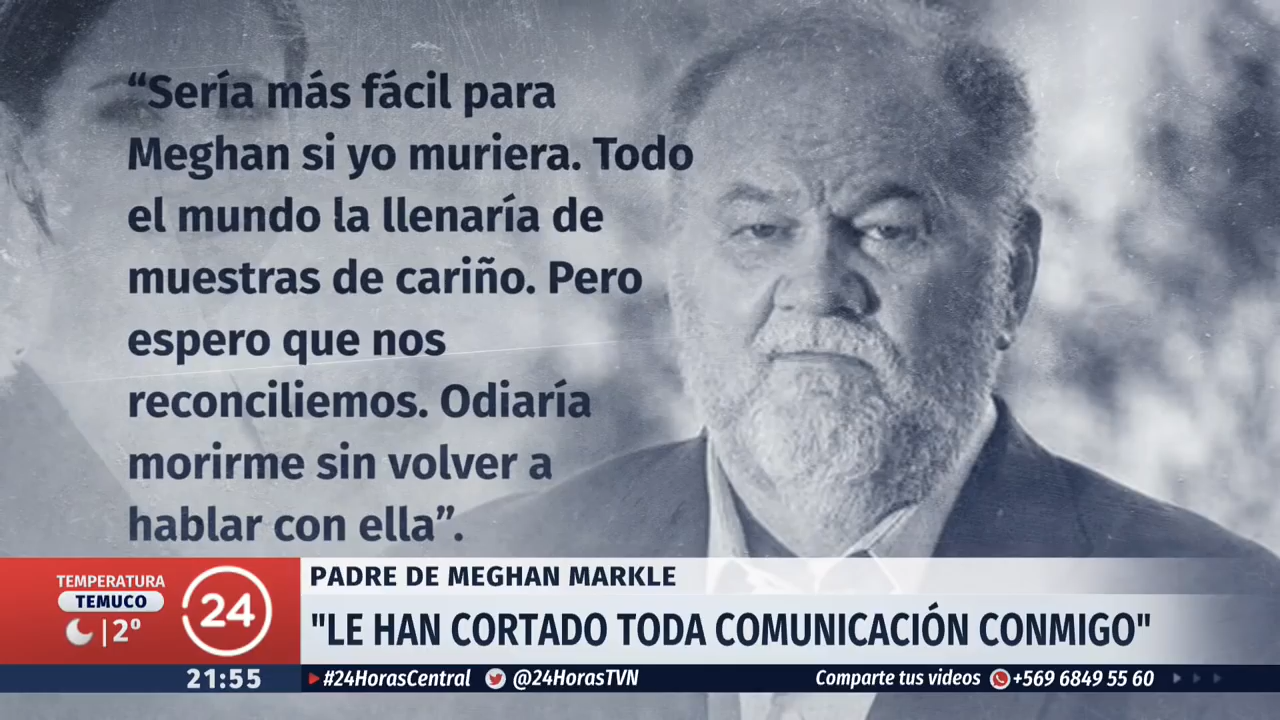 “Sería más fácil para
Meghan si yo muriera. Todo
el mundo la llenaría de
muestras de cariño. Pero
espero que nos
reconciliemos. Odiaría
morirme sin volver a
hablar con ella”.
PADRE DE MEGHAN MARKLE
"LE HAN CORTADO TODA COMUNICACIÓN CONMIGO"
TEMPERATURA
TEMUCO
2º
24
21:55
#24HorasCentral
@24HorasTVN
Comparte tus videos
+569 6849 55 60